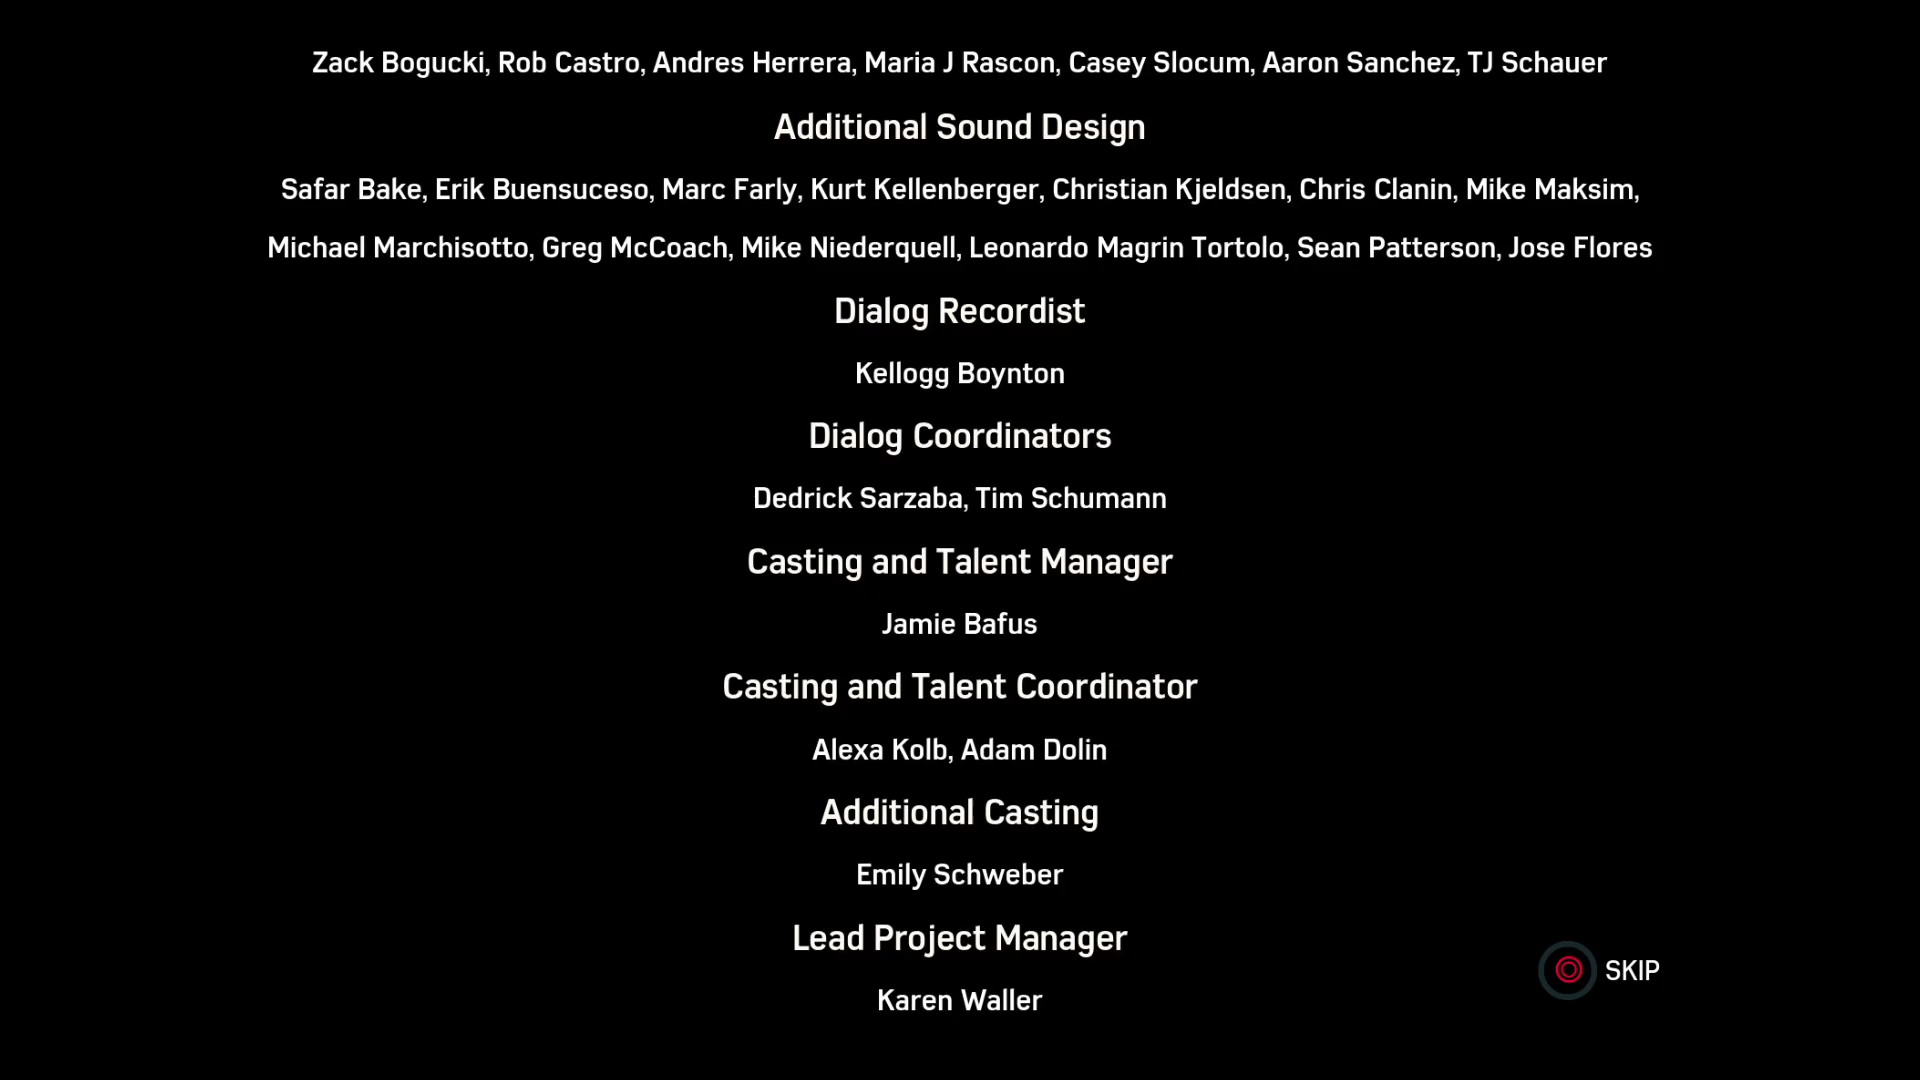 Zack Bogucki, Rob Castro, Andres Herrera, Maria J Rascon, Casey Slocum, Aaron Sanchez, TJ Schauer
Additional Sound Design
Safar Bake, Erik Buensuceso, Marc Farly, Kurt Kellenberger, Christian Kjeldsen, Chris Clanin, Mike Maksim,
Michael Marchisotto, Greg McCoach, Mike Niederquell, Leonardo Magrin Tortolo, Sean Patterson, Jose Flores
Dialog Recordist
Kellogg Boynton
Dialog Coordinators
Dedrick Sarzaba, Tim Schumann
Casting and Talent Manager
Jamie Bafus
Casting and Talent Coordinator
Alexa Kolb, Adam Dolin
Additional Casting
Emily Schweber
Lead Project Manager
Karen Waller
SKIP